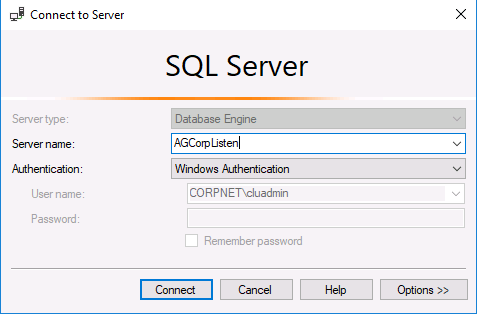 Connect to Server
SQL Server
Server type: Database Engine
Server name: AGCorpListen
Authentication: Windows Authentication
User name: CORPNET\cluadmin
Password:
Remember password
Connect Cancel Help Options >>